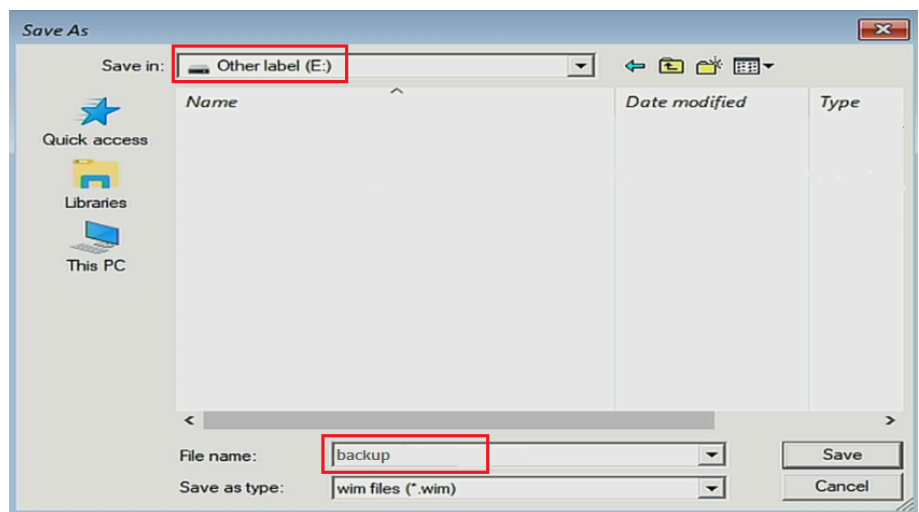 Save As
Save in: Other label (E:)
Name Date modified Type
Quick access
Libraries
This PC
File name: backup Save
Save as type: wim files (*.wim) Cancel